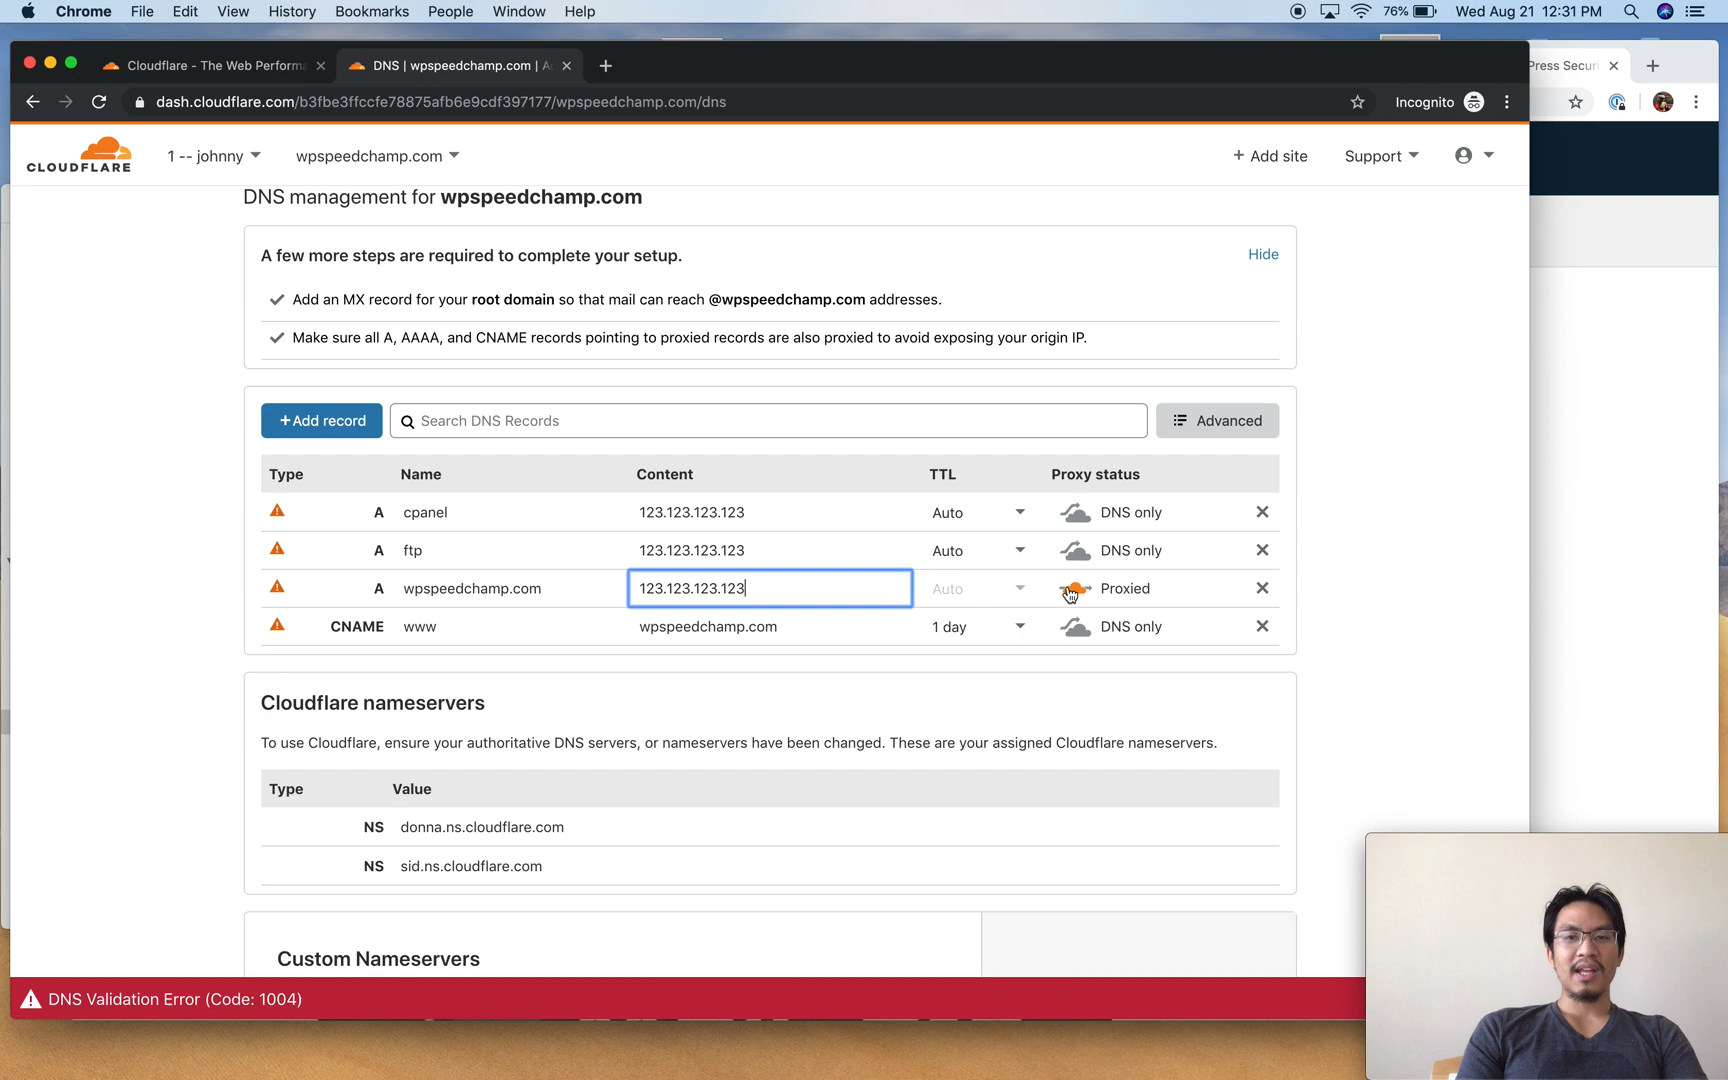 Chrome File Edit View History Bookmarks People Window Help 76% Wed Aug 21 12:31 PM
Cloudflare - The Web Performa DNS | wpspeedchamp.com | A Press Securi
dash.cloudflare.com/b3fbe3ffccfe78875afb6e9cdf397177/wpspeedchamp.com/dns Incognito
CLOUDFLARE 1 -- johnny wpspeedchamp.com + Add site Support
DNS management for wpspeedchamp.com
A few more steps are required to complete your setup. Hide
Add an MX record for your root domain so that mail can reach @wpspeedchamp.com addresses.
Make sure all A, AAAA, and CNAME records pointing to proxied records are also proxied to avoid exposing your origin IP.
+Add record Search DNS Records Advanced
Type Name Content TTL Proxy status
A cpanel 123.123.123.123 Auto DNS only
A ftp 123.123.123.123 Auto DNS only
A wpspeedchamp.com 123.123.123.123 Auto Proxied
CNAME www wpspeedchamp.com 1 day DNS only
Cloudflare nameservers
To use Cloudflare, ensure your authoritative DNS servers, or nameservers have been changed. These are your assigned Cloudflare nameservers.
Type Value
NS donna.ns.cloudflare.com
NS sid.ns.cloudflare.com
Custom Nameservers
DNS Validation Error (Code: 1004)